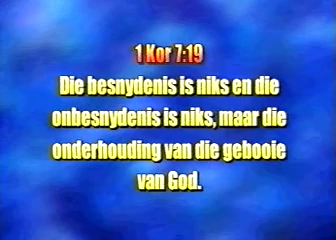 1 Kor 7:19
Die besnydenis is niks en die
onbesnydenis is niks, maar die
onderhouding van die gebooie
van God.